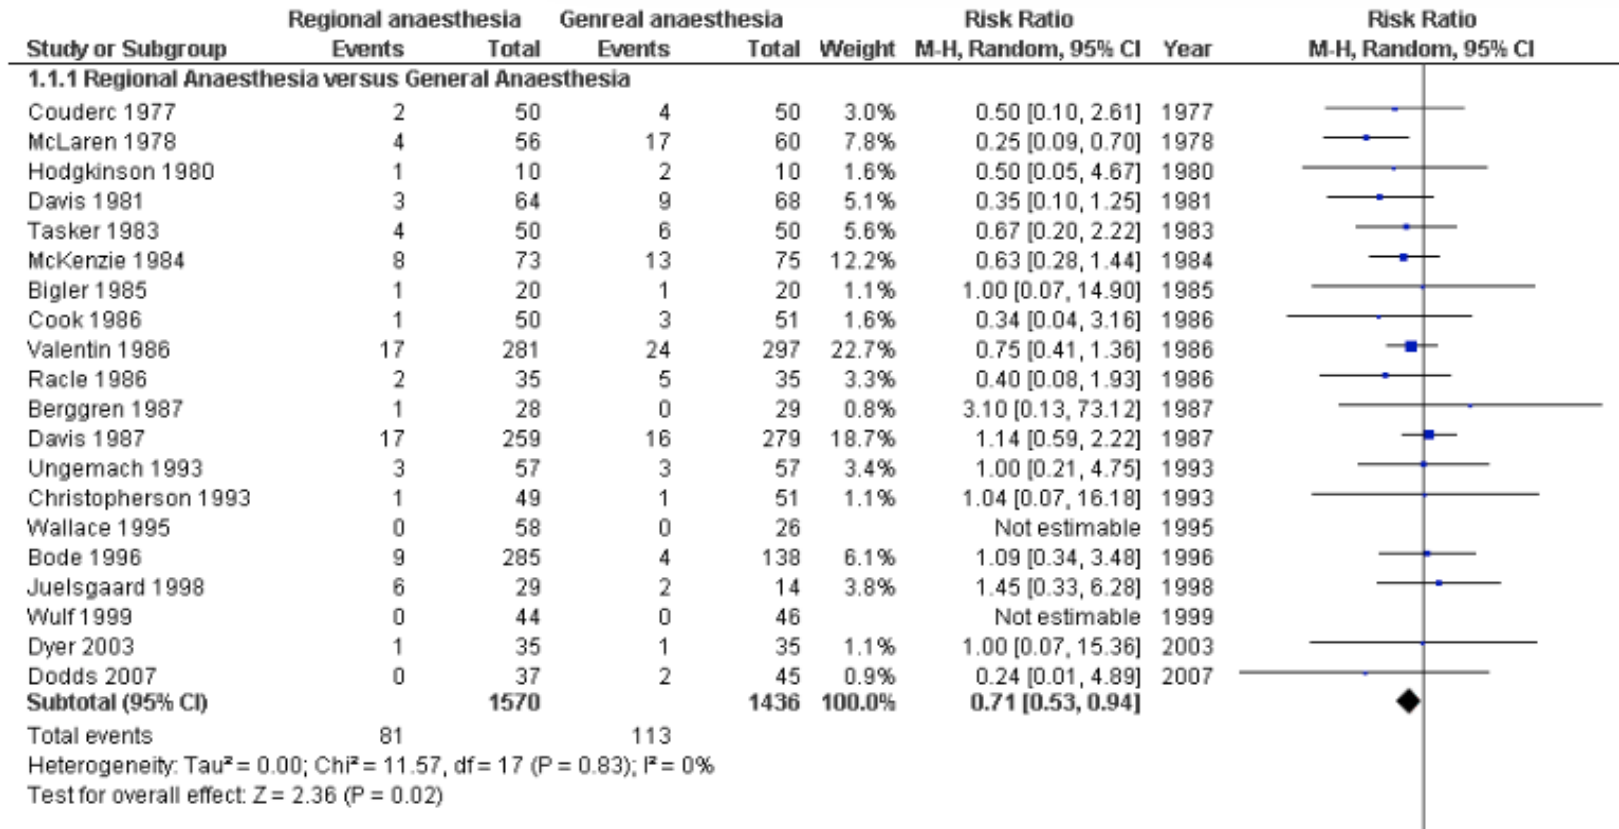 Regional anaesthesia Genreal anaesthesia Risk Ratio Risk Ratio
Study or Subgroup Events Total Events Total Weight M-H, Random, 95% CI Year M-H, Random, 95% CI
1.1.1 Regional Anaesthesia versus General Anaesthesia
Couderc 1977 2 50 4 50 3.0% 0.50 [0.10, 2.61] 1977
McLaren 1978 4 56 17 60 7.8% 0.25 [0.09, 0.70] 1978
Hodgkinson 1980 1 10 2 10 1.6% 0.50 [0.05, 4.67] 1980
Davis 1981 3 64 9 68 5.1% 0.35 [0.10, 1.25] 1981
Tasker 1983 4 50 6 50 5.6% 0.67 [0.20, 2.22] 1983
McKenzie 1984 8 73 13 75 12.2% 0.63 [0.28, 1.44] 1984
Bigler 1985 1 20 1 20 1.1% 1.00 [0.07, 14.90] 1985
Cook 1986 1 50 3 51 1.6% 0.34 [0.04, 3.16] 1986
Valentin 1986 17 281 24 297 22.7% 0.75 [0.41, 1.36] 1986
Racle 1986 2 35 5 35 3.3% 0.40 [0.08, 1.93] 1986
Berggren 1987 1 28 0 29 0.8% 3.10 [0.13, 73.12] 1987
Davis 1987 17 259 16 279 18.7% 1.14 [0.59, 2.22] 1987
Ungemach 1993 3 57 3 57 3.4% 1.00 [0.21, 4.75] 1993
Christopherson 1993 1 49 1 51 1.1% 1.04 [0.07, 16.18] 1993
Wallace 1995 0 58 0 26 Not estimable 1995
Bode 1996 9 285 4 138 6.1% 1.09 [0.34, 3.48] 1996
Juelsgaard 1998 6 29 2 14 3.8% 1.45 [0.33, 6.28] 1998
Wulf 1999 0 44 0 46 Not estimable 1999
Dyer 2003 1 35 1 35 1.1% 1.00 [0.07, 15.36] 2003
Dodds 2007 0 37 2 45 0.9% 0.24 [0.01, 4.89] 2007
Subtotal (95% CI) 1570 1436 100.0% 0.71 [0.53, 0.94]
Total events 81 113
Heterogeneity: Tau² = 0.00; Chi² = 11.57, df = 17 (P = 0.83); I² = 0%
Test for overall effect: Z = 2.36 (P = 0.02)